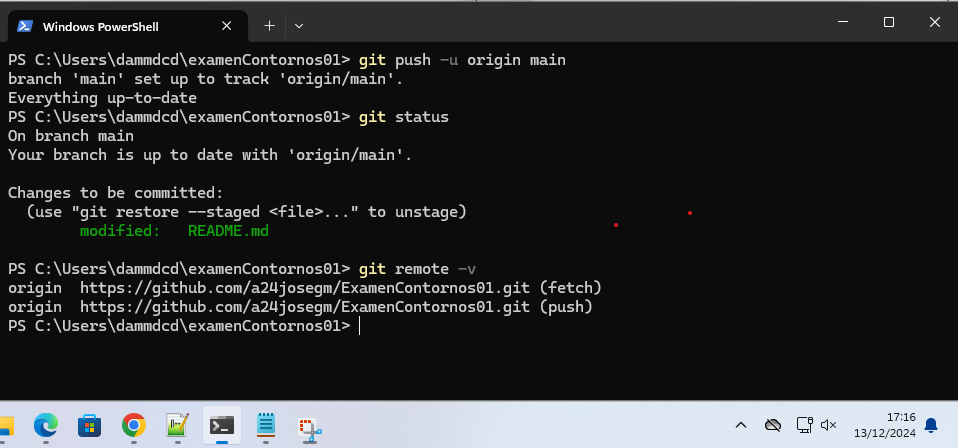 Windows PowerShell
PS C:\Users\dammdcd\examenContornos01> git push -u origin main
branch 'main' set up to track 'origin/main'.
Everything up-to-date
PS C:\Users\dammdcd\examenContornos01> git status
On branch main
Your branch is up to date with 'origin/main'.
Changes to be committed:
(use "git restore --staged <file>..." to unstage)
modified: README.md
PS C:\Users\dammdcd\examenContornos01> git remote -v
origin https://github.com/a24josegm/ExamenContornos01.git (fetch)
origin https://github.com/a24josegm/ExamenContornos01.git (push)
PS C:\Users\dammdcd\examenContornos01>
17:16
13/12/2024